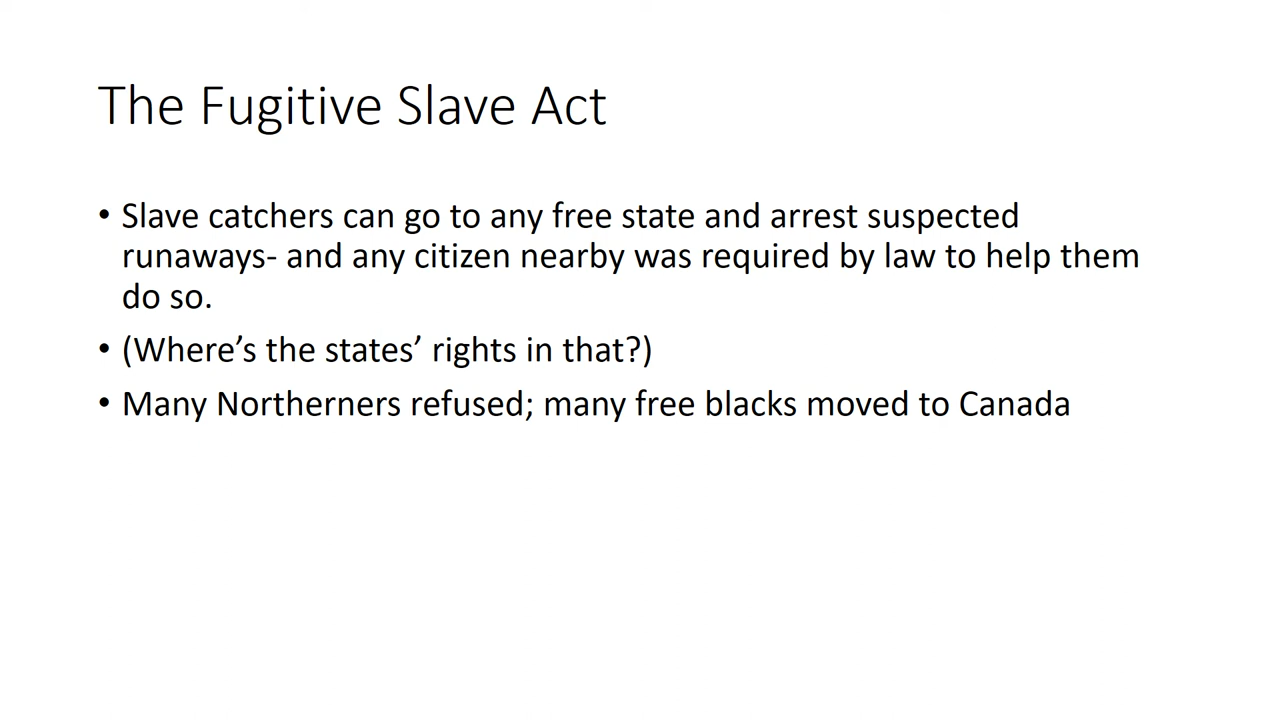 The Fugitive Slave Act
• Slave catchers can go to any free state and arrest suspected
runaways- and any citizen nearby was required by law to help them
do so.
• (Where’s the states’ rights in that?)
• Many Northerners refused; many free blacks moved to Canada